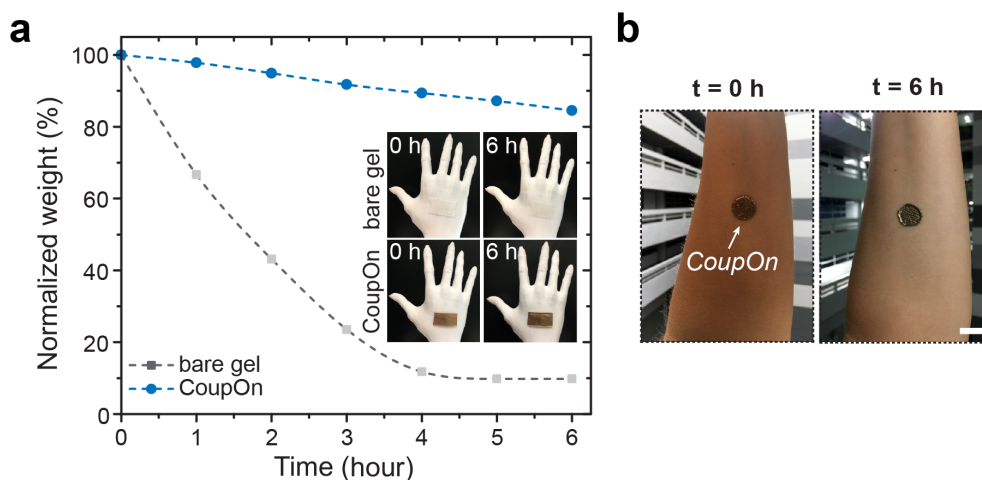 a
Normalized weight (%)
100
80
60
40
20
0
0 1 2 3 4 5 6
Time (hour)
bare gel
CoupOn
0 h 6 h
bare gel
0 h 6 h
CoupOn
b
t = 0 h t = 6 h
CoupOn